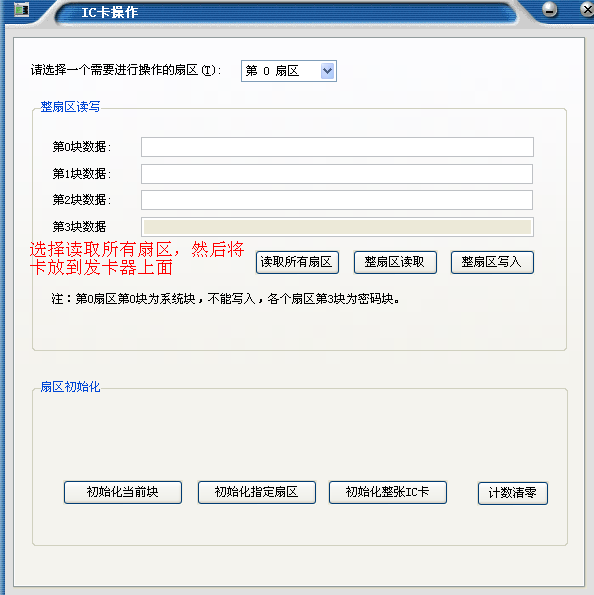 IC卡操作
请选择一个需要进行操作的扇区(T): 第 0 扇区
整扇区读写
第0块数据:
第1块数据:
第2块数据:
第3块数据
选择读取所有扇区，然后将
卡放到发卡器上面
读取所有扇区 整扇区读取 整扇区写入
注：第0扇区第0块为系统块，不能写入，各个扇区第3块为密码块。
扇区初始化
初始化当前块 初始化指定扇区 初始化整张IC卡 计数清零